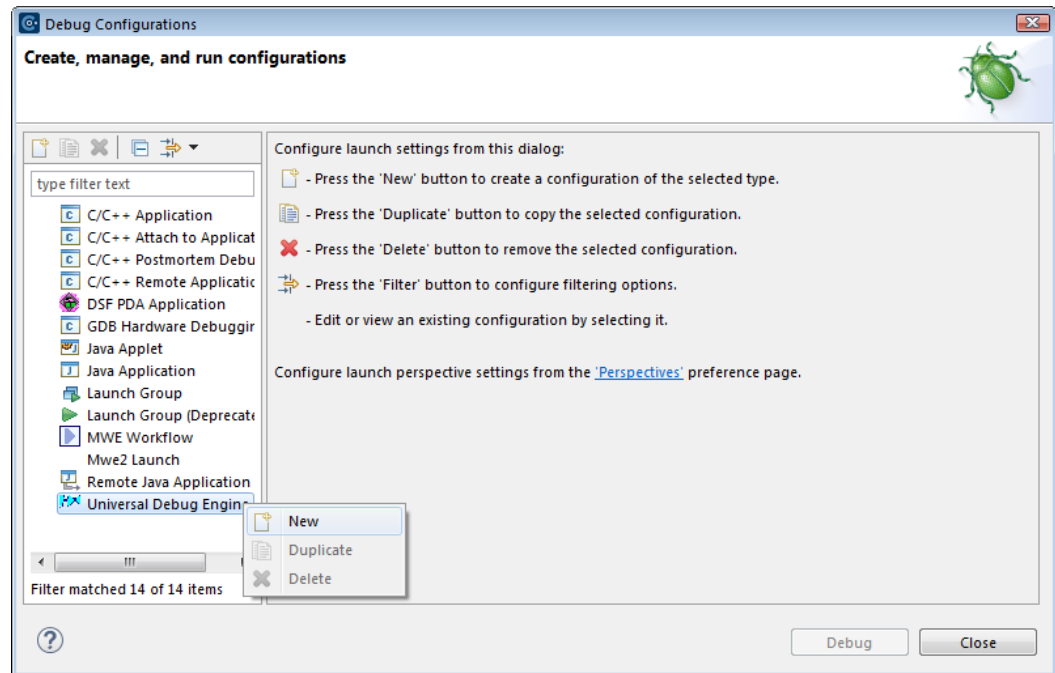 Debug Configurations
Create, manage, and run configurations
type filter text
C/C++ Application
C/C++ Attach to Applicat
C/C++ Postmortem Debu
C/C++ Remote Applicatic
DSF PDA Application
GDB Hardware Debuggir
Java Applet
Java Application
Launch Group
Launch Group (Deprecate
MWE Workflow
Mwe2 Launch
Remote Java Application
Universal Debug Engine
New
Duplicate
Delete
Filter matched 14 of 14 items
Configure launch settings from this dialog:
- Press the 'New' button to create a configuration of the selected type.
- Press the 'Duplicate' button to copy the selected configuration.
- Press the 'Delete' button to remove the selected configuration.
- Press the 'Filter' button to configure filtering options.
- Edit or view an existing configuration by selecting it.
Configure launch perspective settings from the 'Perspectives' preference page.
Debug
Close